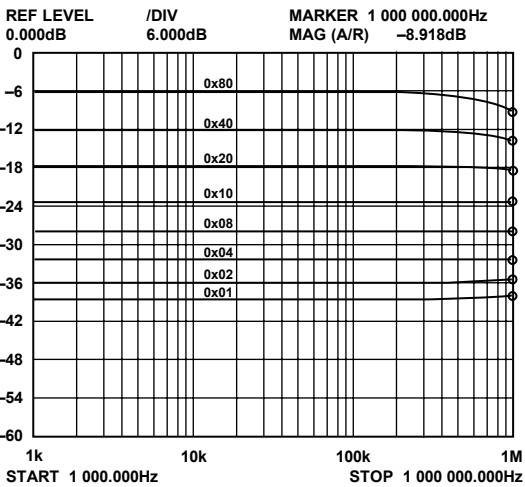 REF LEVEL /DIV MARKER 1 000 000.000Hz
0.000dB 6.000dB MAG (A/R) –8.918dB
0
–6
–12
–18
–24
–30
–36
–42
–48
–54
–60
0x80
0x40
0x20
0x10
0x08
0x04
0x02
0x01
1k 10k 100k 1M
START 1 000.000Hz STOP 1 000 000.000Hz